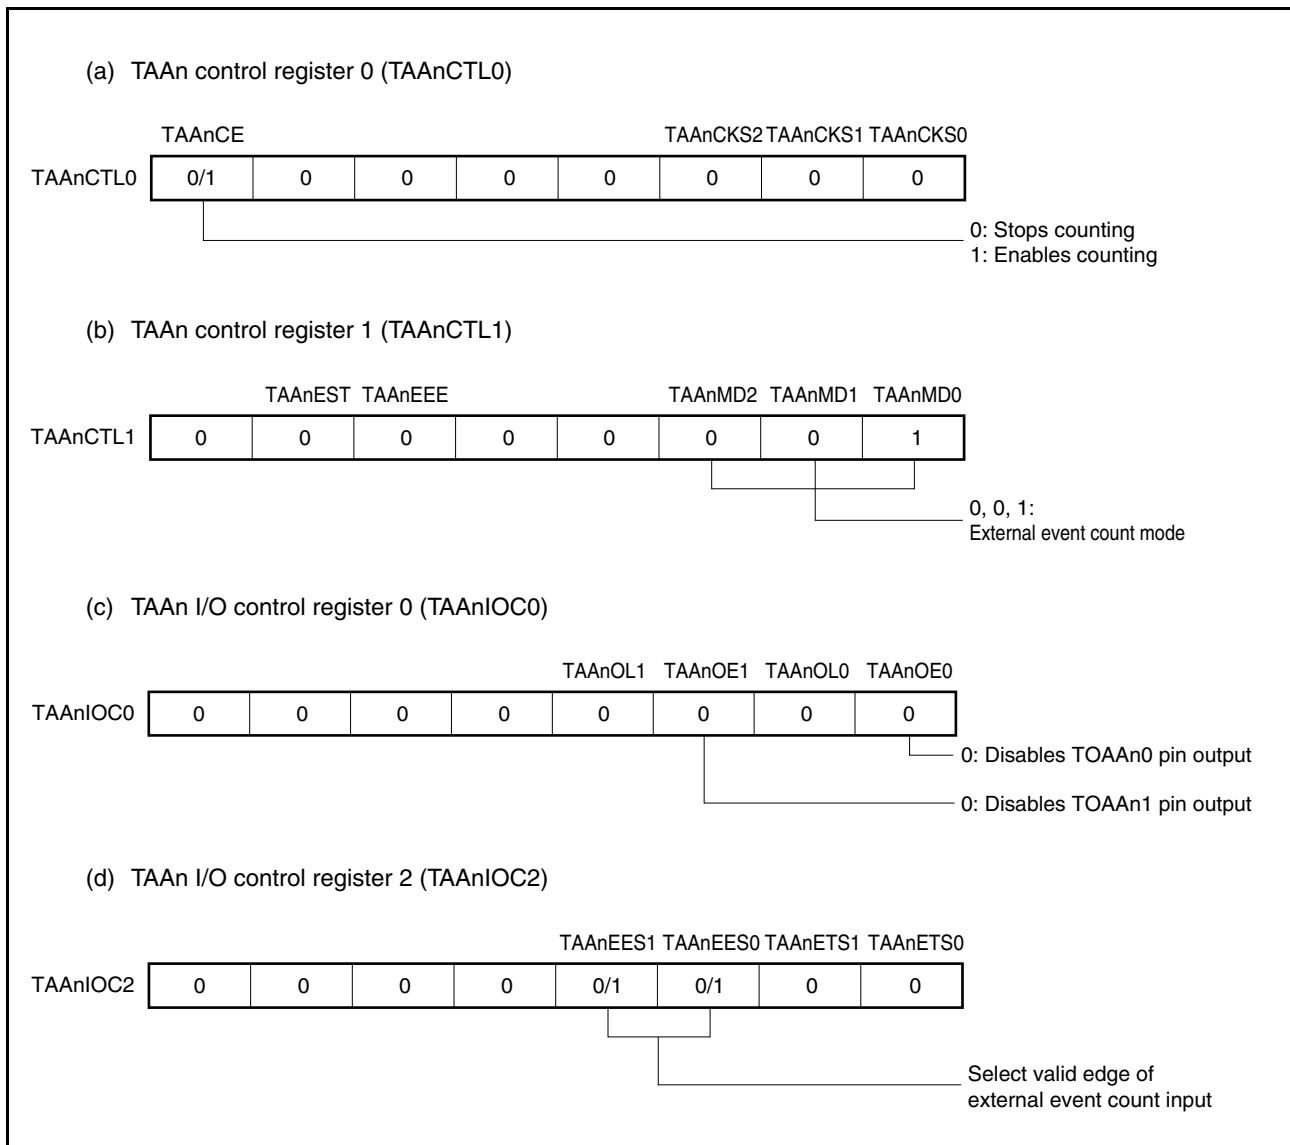 (a) TAAn control register 0 (TAAnCTL0)
TAAnCE TAAnCKS2 TAAnCKS1 TAAnCKS0
TAAnCTL0 0/1 0 0 0 0 0 0 0
0: Stops counting
1: Enables counting
(b) TAAn control register 1 (TAAnCTL1)
TAAnEST TAAnEEE TAAnMD2 TAAnMD1 TAAnMD0
TAAnCTL1 0 0 0 0 0 0 0 1
0, 0, 1:
External event count mode
(c) TAAn I/O control register 0 (TAAnIOC0)
TAAnOL1 TAAnOE1 TAAnOL0 TAAnOE0
TAAnIOC0 0 0 0 0 0 0 0 0
0: Disables TOAAn0 pin output
0: Disables TOAAn1 pin output
(d) TAAn I/O control register 2 (TAAnIOC2)
TAAnEES1 TAAnEES0 TAAnETS1 TAAnETS0
TAAnIOC2 0 0 0 0 0/1 0/1 0 0
Select valid edge of
external event count input